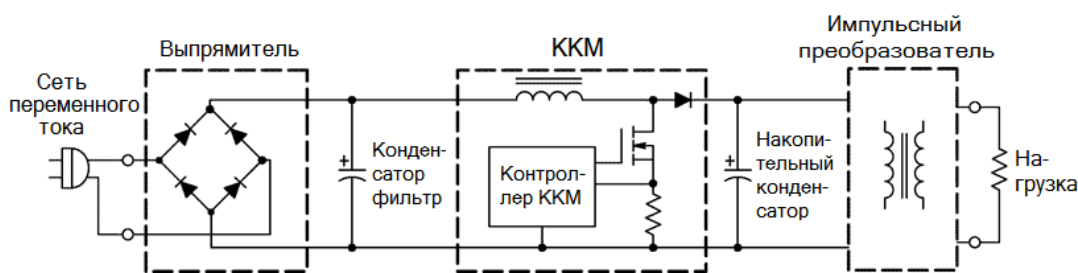 Выпрямитель
ККМ
Импульсный
преобразователь
Сеть
переменного
тока
Конден-
сатор
фильтр
Контрол-
лер ККМ
Накопи-
тельный
конден-
сатор
На-
грузка